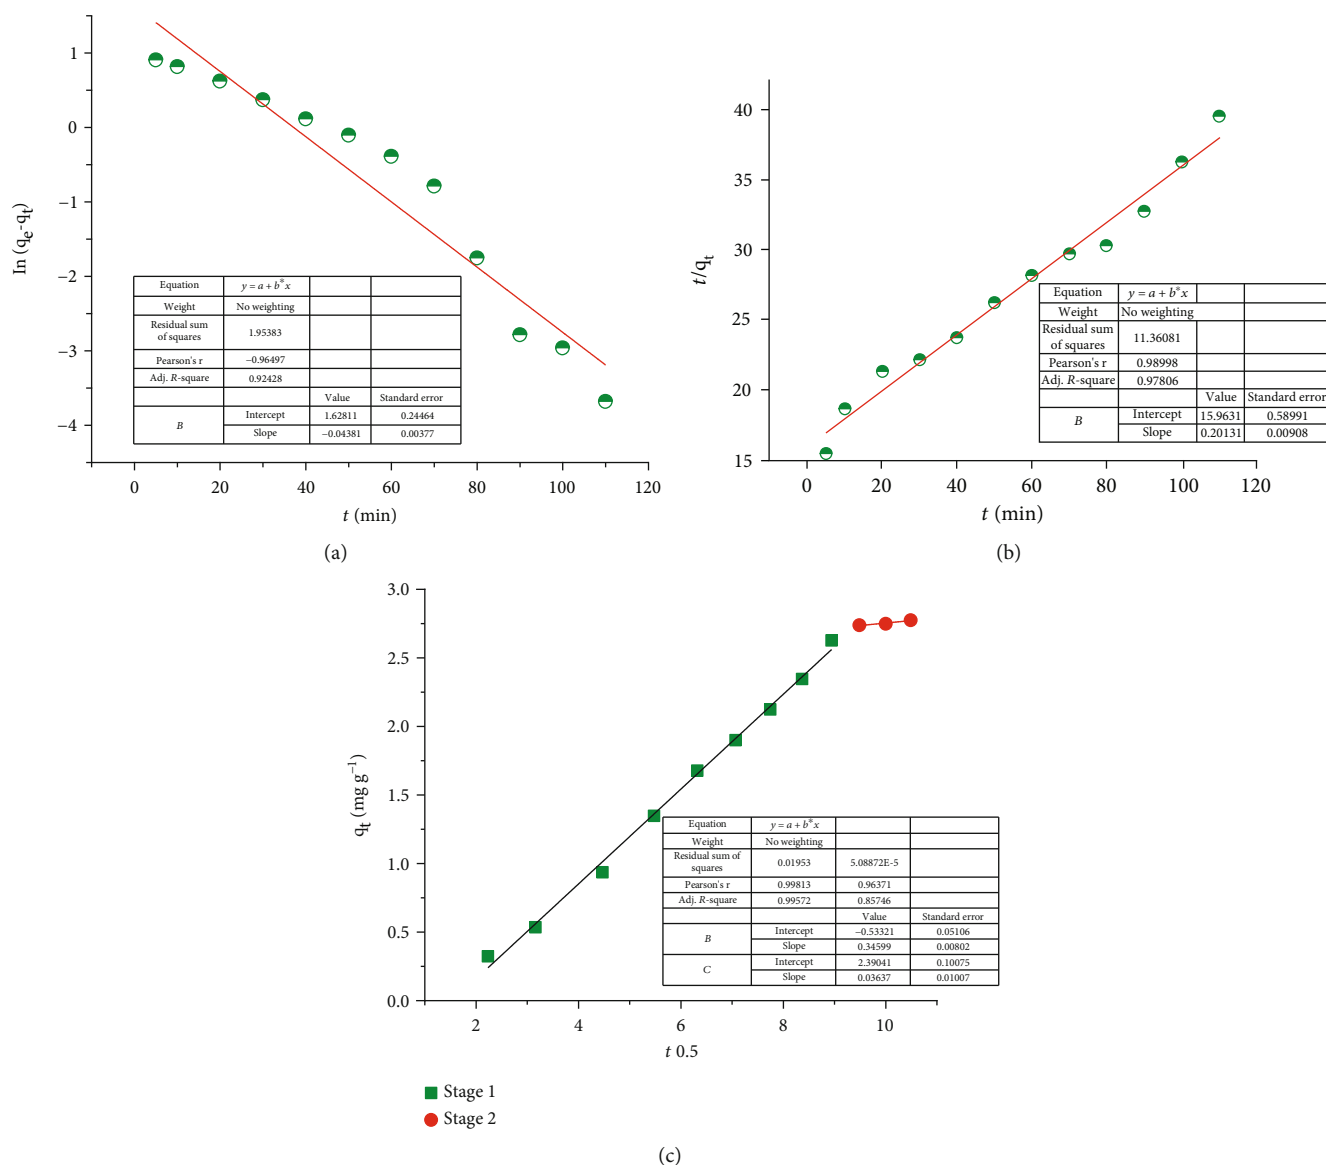 1
0
−1
−2
−3
−4
ln (qe-qt)
Equation y = a + b*x
Weight No weighting
Residual sum
of squares 1.95383
Pearson's r −0.96497
Adj. R-square 0.92428
Value Standard error
B Intercept 1.62811 0.24464
Slope −0.04381 0.00377
0 20 40 60 80 100 120
t (min)
(a)
40
35
30
25
20
15
t/qt
Equation y = a + b*x
Weight No weighting
Residual sum
of squares 11.36081
Pearson's r 0.98998
Adj. R-square 0.97806
Value Standard error
B Intercept 15.9631 0.58991
Slope 0.20131 0.00908
0 20 40 60 80 100 120
t (min)
(b)
3.0
2.5
2.0
1.5
1.0
0.5
0.0
qt (mg g−1)
Equation y = a + b*x
Weight No weighting
Residual sum of
squares 0.01953 5.08872E-5
Pearson's r 0.99813 0.96371
Adj. R-square 0.99572 0.85746
Value Standard error
B Intercept −0.53321 0.05106
Slope 0.34599 0.00802
C Intercept 2.39041 0.10075
Slope 0.03637 0.01007
2 4 6 8 10
t 0.5
Stage 1
Stage 2
(c)